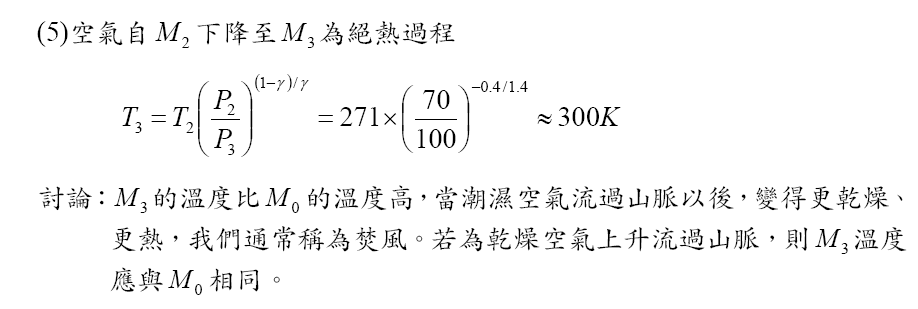 (5)空氣自 M₂ 下降至 M₃ 為絕熱過程
T₃ = T₂(P₂/P₃)^((1−γ)/γ) = 271×(70/100)^(−0.4/1.4) ≈ 300K
討論：M₃ 的溫度比 M₀ 的溫度高，當潮濕空氣流過山脈以後，變得更乾燥、
更熱，我們通常稱為焚風。若為乾燥空氣上升流過山脈，則 M₃ 溫度
應與 M₀ 相同。